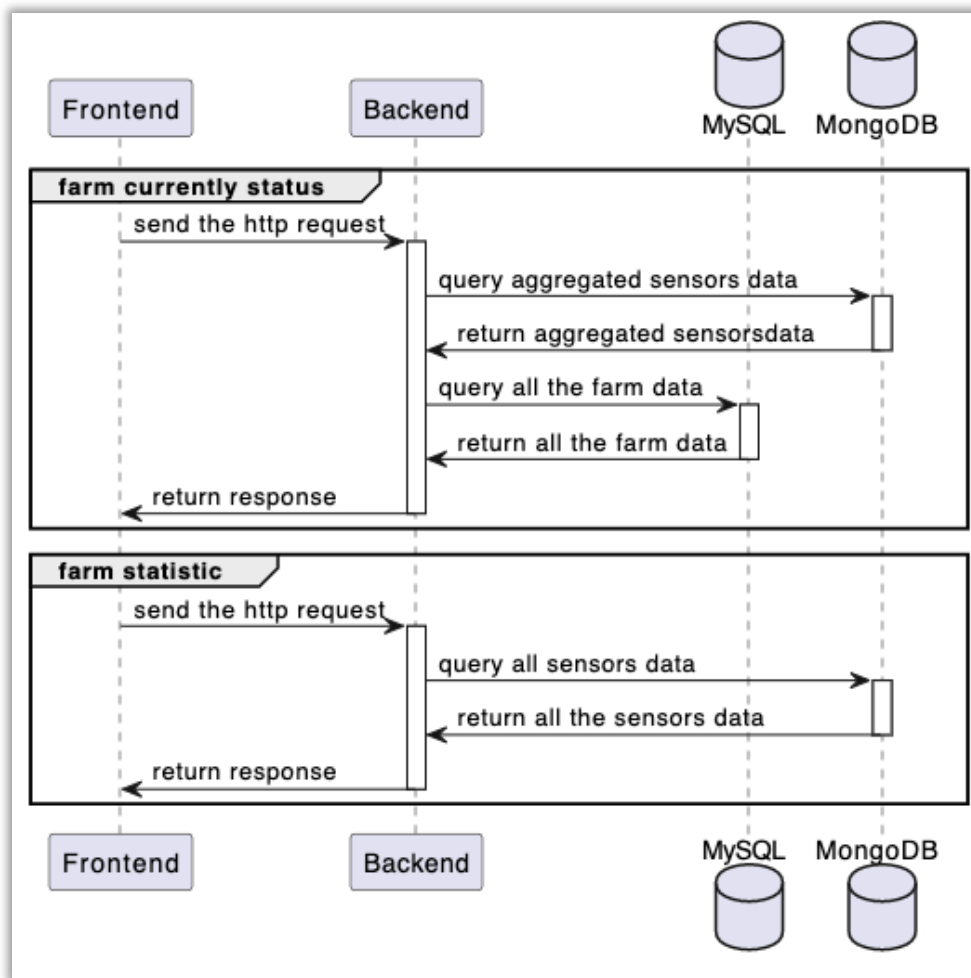 Frontend
Backend
MySQL
MongoDB
farm currently status
send the http request
query aggregated sensors data
return aggregated sensorsdata
query all the farm data
return all the farm data
return response
farm statistic
send the http request
query all sensors data
return all the sensors data
return response
Frontend
Backend
MySQL
MongoDB